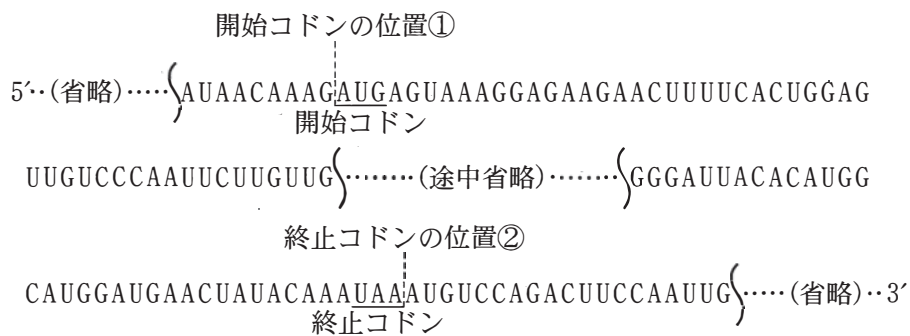 開始コドンの位置①
5′‥(省略)‥‥‥AUAACAAAGAUGAGUAAAGGAGAAGAACUUUUCACUGGAG
開始コドン
UUGUCCCAAUUCUUGUUG‥‥‥‥(途中省略)‥‥‥‥GGGAUUACACAUGG
終止コドンの位置②
CAUGGAUGAACUAUACAAAUAAAUGUCCAGACUUCCAAUUG‥‥‥(省略)‥3′
終止コドン